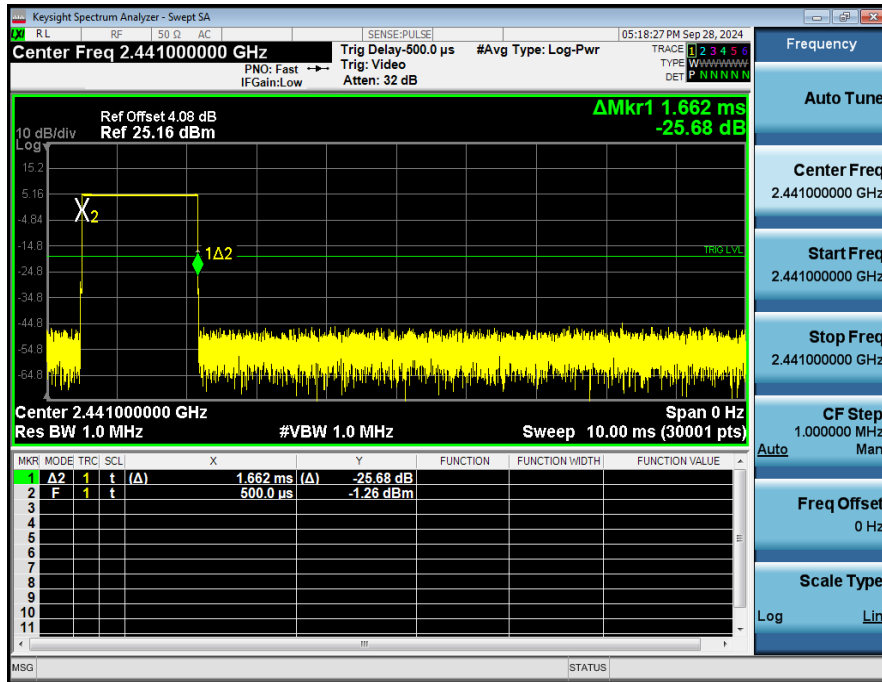 Keysight Spectrum Analyzer - Swept SA
LXI RL RF 50 Ω AC SENSE:PULSE 05:18:27 PM Sep 28, 2024
Center Freq 2.441000000 GHz Trig Delay-500.0 µs #Avg Type: Log-Pwr TRACE 1 2 3 4 5 6
PNO: Fast Trig: Video TYPE WWWWWW
IFGain:Low Atten: 32 dB DET P N N N N N
ΔMkr1 1.662 ms
-25.68 dB
Ref Offset 4.08 dB
10 dB/div Ref 25.16 dBm
Log
15.2
5.16
-4.84
-14.8
-24.8
-34.8
-44.8
-54.8
-64.8
X2
1Δ2
TRIG LVL
Center 2.441000000 GHz Span 0 Hz
Res BW 1.0 MHz #VBW 1.0 MHz Sweep 10.00 ms (30001 pts)
MKR MODE TRC SCL X Y FUNCTION FUNCTION WIDTH FUNCTION VALUE
1 Δ2 1 t (Δ) 1.662 ms (Δ) -25.68 dB
2 F 1 t 500.0 µs -1.26 dBm
3
4
5
6
7
8
9
10
11
MSG STATUS
Frequency
Auto Tune
Center Freq
2.441000000 GHz
Start Freq
2.441000000 GHz
Stop Freq
2.441000000 GHz
CF Step
1.000000 MHz
Auto Man
Freq Offset
0 Hz
Scale Type
Log Lin